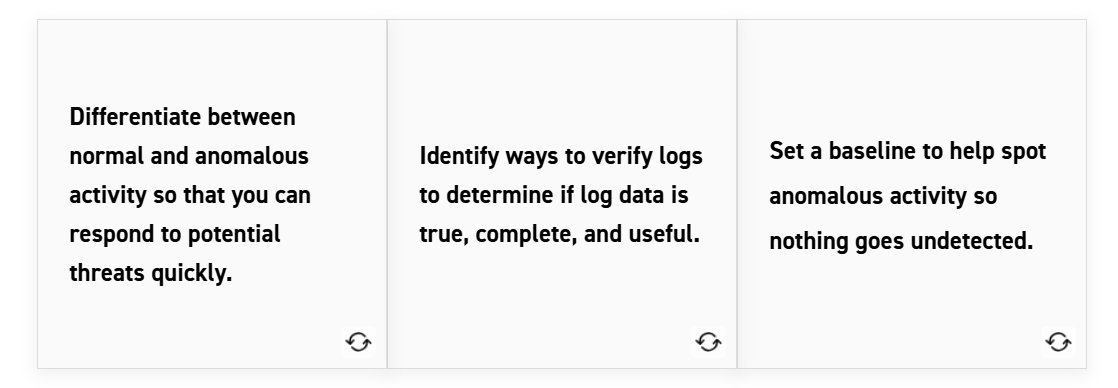 Differentiate between
normal and anomalous
activity so that you can
respond to potential
threats quickly.
Identify ways to verify logs
to determine if log data is
true, complete, and useful.
Set a baseline to help spot
anomalous activity so
nothing goes undetected.